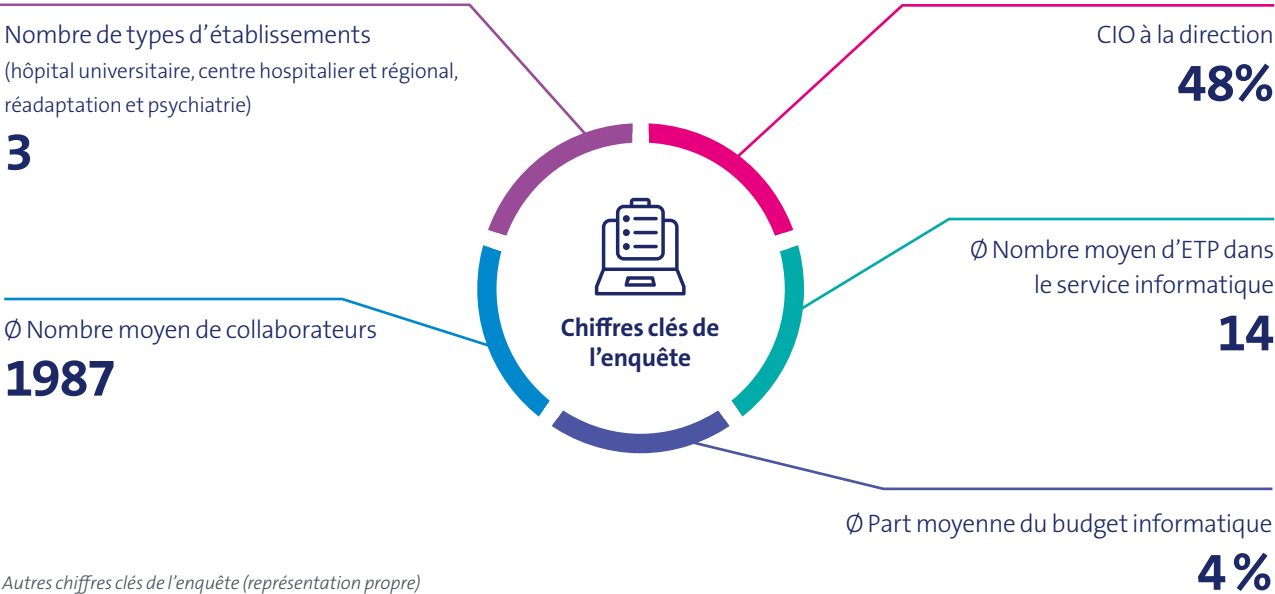 Nombre de types d’établissements
(hôpital universitaire, centre hospitalier et régional,
réadaptation et psychiatrie)
3
CIO à la direction
48%
Ø Nombre moyen d’ETP dans
le service informatique
14
Chiffres clés de
l’enquête
Ø Nombre moyen de collaborateurs
1987
Ø Part moyenne du budget informatique
4 %
Autres chiffres clés de l’enquête (représentation propre)